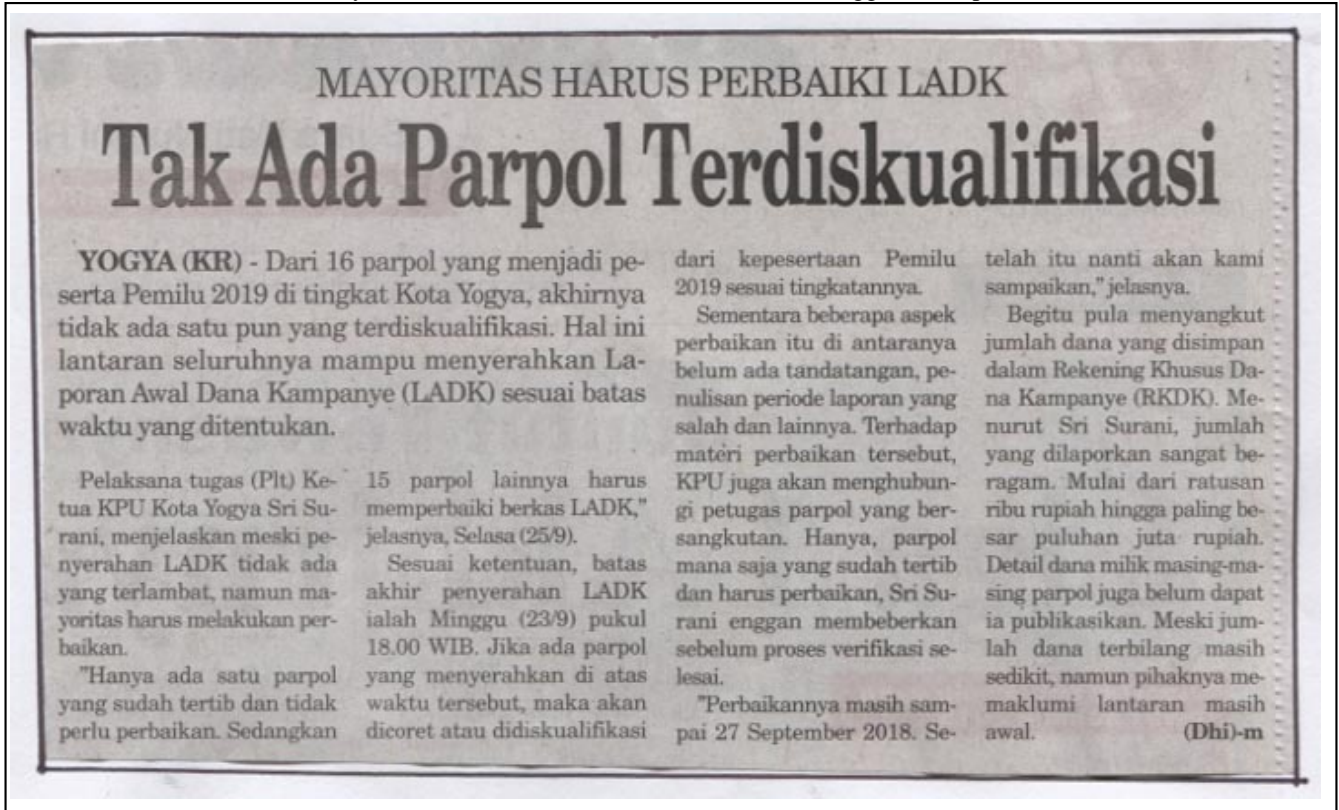 MAYORITAS HARUS PERBAIKI LADK
Tak Ada Parpol Terdiskualifikasi
YOGYA (KR) - Dari 16 parpol yang menjadi pe-
serta Pemilu 2019 di tingkat Kota Yogya, akhirnya
tidak ada satu pun yang terdiskualifikasi. Hal ini
lantaran seluruhnya mampu menyerahkan La-
poran Awal Dana Kampanye (LADK) sesuai batas
waktu yang ditentukan.
Pelaksana tugas (Plt) Ke-
tua KPU Kota Yogya Sri Su-
rani, menjelaskan meski pe-
nyerahan LADK tidak ada
yang terlambat, namun ma-
yoritas harus melakukan per-
baikan.
"Hanya ada satu parpol
yang sudah tertib dan tidak
perlu perbaikan. Sedangkan
15 parpol lainnya harus
memperbaiki berkas LADK,"
jelasnya, Selasa (25/9).
Sesuai ketentuan, batas
akhir penyerahan LADK
ialah Minggu (23/9) pukul
18.00 WIB. Jika ada parpol
yang menyerahkan di atas
waktu tersebut, maka akan
dicoret atau didiskualifikasi
dari kepesertaan Pemilu
2019 sesuai tingkatannya.
Sementara beberapa aspek
perbaikan itu di antaranya
belum ada tandatangan, pe-
nulisan periode laporan yang
salah dan lainnya. Terhadap
materi perbaikan tersebut,
KPU juga akan menghubun-
gi petugas parpol yang ber-
sangkutan. Hanya, parpol
mana saja yang sudah tertib
dan harus perbaikan, Sri Su-
rani enggan membeberkan
sebelum proses verifikasi se-
lesai.
"Perbaikannya masih sam-
pai 27 September 2018. Se-
telah itu nanti akan kami
sampaikan," jelasnya.
Begitu pula menyangkut
jumlah dana yang disimpan
dalam Rekening Khusus Da-
na Kampanye (RKDK). Me-
nurut Sri Surani, jumlah
yang dilaporkan sangat be-
ragam. Mulai dari ratusan
ribu rupiah hingga paling be-
sar puluhan juta rupiah.
Detail dana milik masing-ma-
sing parpol juga belum dapat
ia publikasikan. Meski jum-
lah dana terbilang masih
sedikit, namun pihaknya me-
maklumi lantaran masih
awal. (Dhi)-m